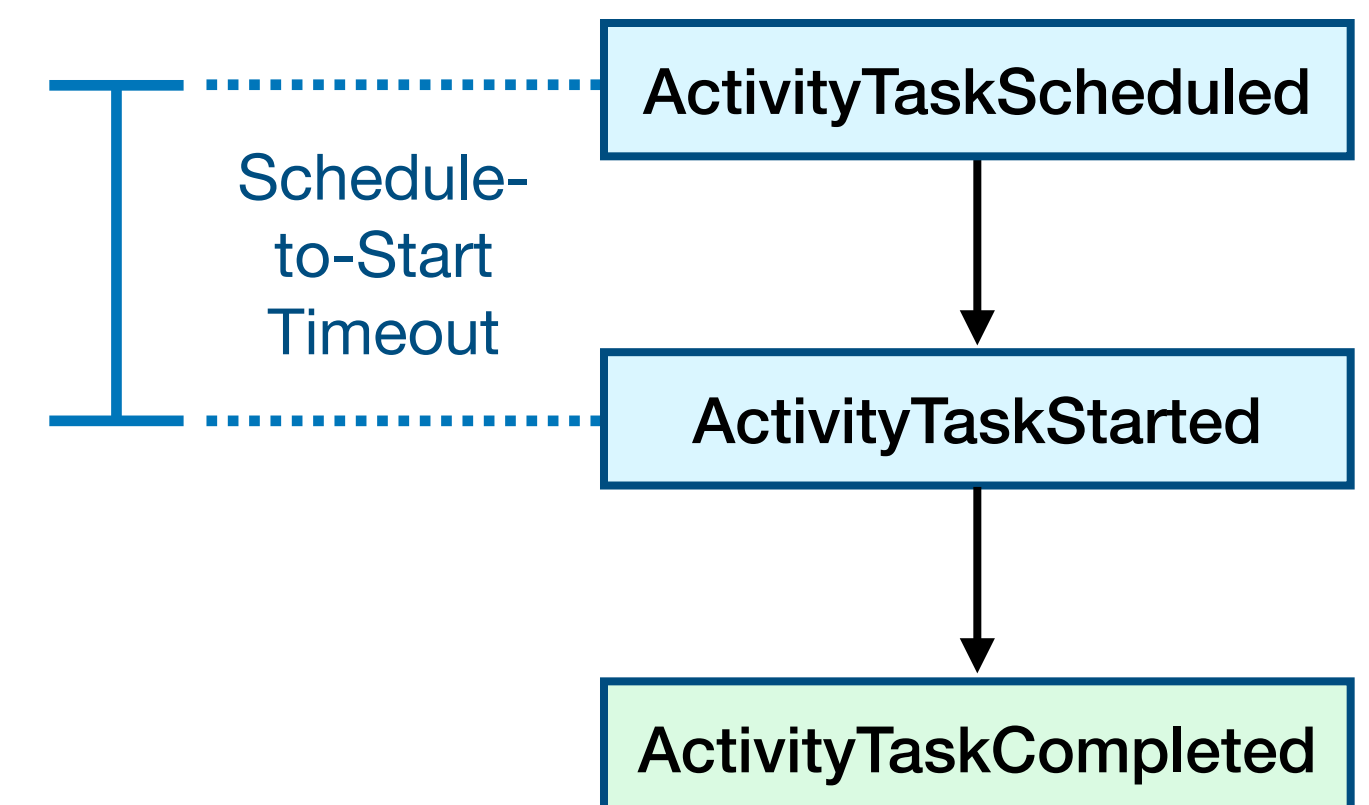 ActivityTaskScheduled
Schedule-
to-Start
Timeout
ActivityTaskStarted
ActivityTaskCompleted